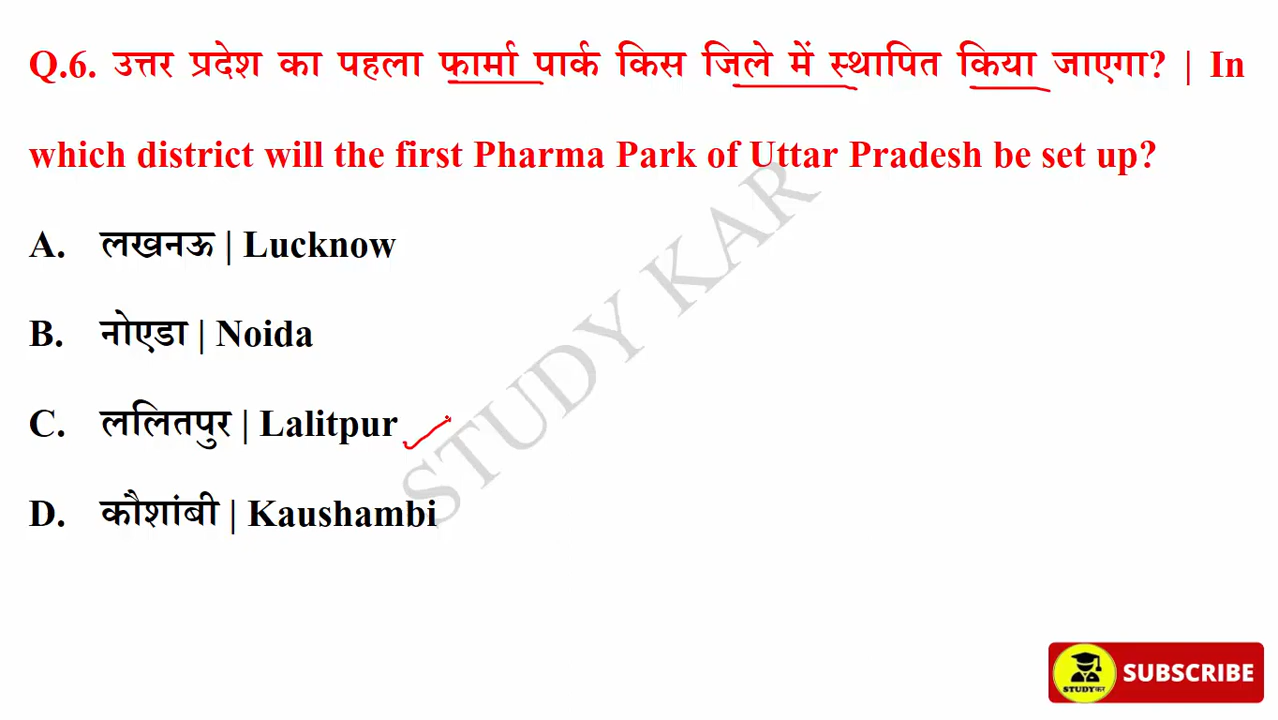 Q.6. उत्तर प्रदेश का पहला फार्मा पार्क किस जिले में स्थापित किया जाएगा? | In
which district will the first Pharma Park of Uttar Pradesh be set up?
A. लखनऊ | Lucknow
B. नोएडा | Noida
C. ललितपुर | Lalitpur
D. कौशांबी | Kaushambi
STUDY KAR
STUDYकर SUBSCRIBE